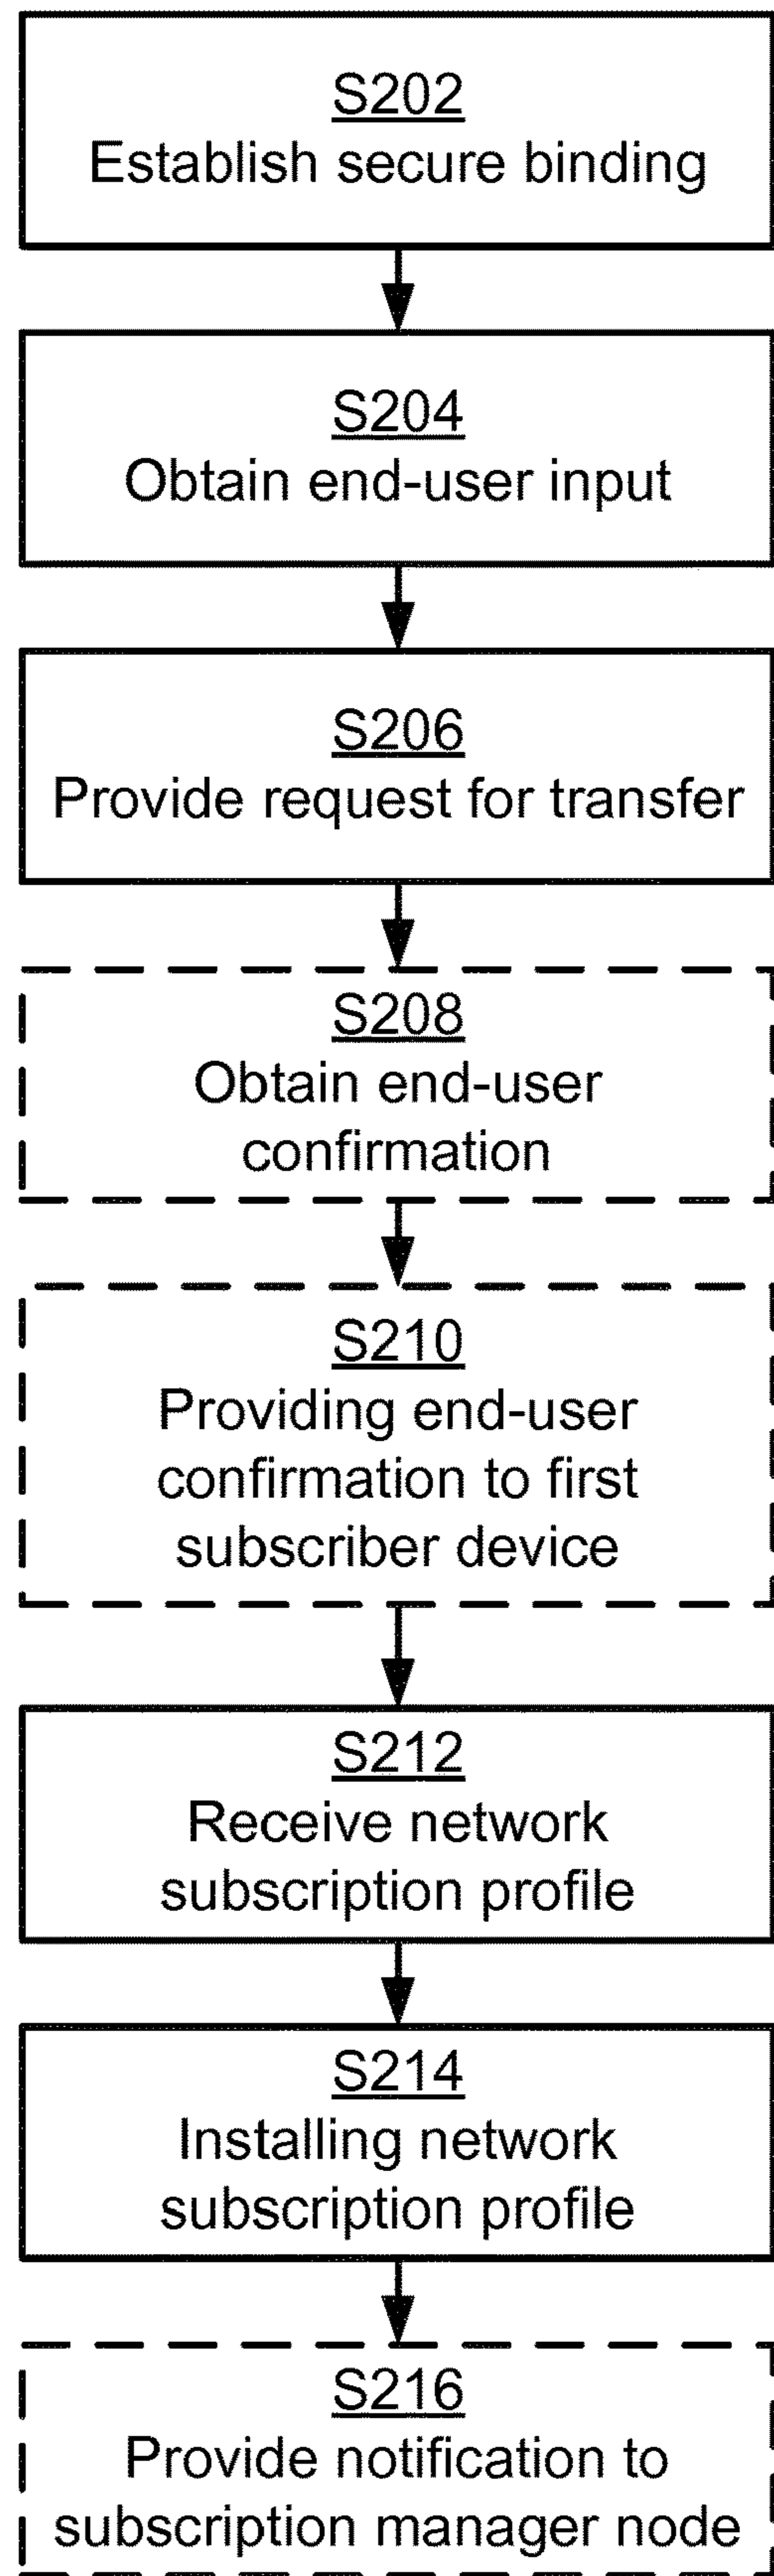 S202
Establish secure binding
S204
Obtain end-user input
S206
Provide request for transfer
S208
Obtain end-user
confirmation
S210
Providing end-user
confirmation to first
subscriber device
S212
Receive network
subscription profile
S214
Installing network
subscription profile
S216
Provide notification to
subscription manager node